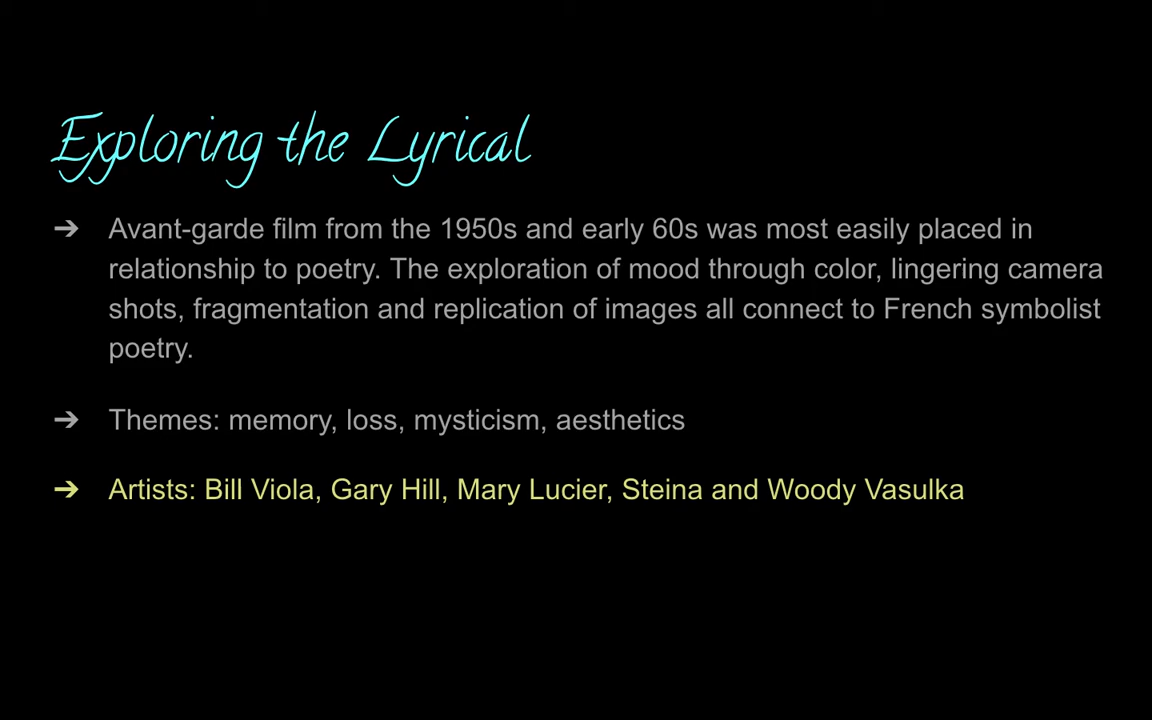 Exploring the Lyrical
➔ Avant-garde film from the 1950s and early 60s was most easily placed in
relationship to poetry. The exploration of mood through color, lingering camera
shots, fragmentation and replication of images all connect to French symbolist
poetry.
➔ Themes: memory, loss, mysticism, aesthetics
➔ Artists: Bill Viola, Gary Hill, Mary Lucier, Steina and Woody Vasulka